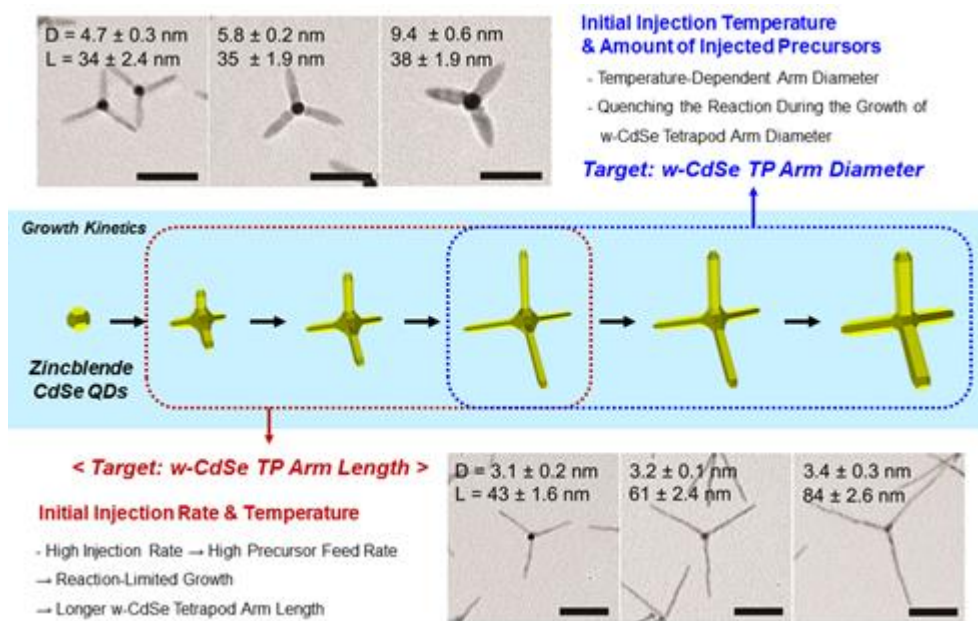 D = 4.7 ± 0.3 nm
L = 34 ± 2.4 nm
5.8 ± 0.2 nm
35 ± 1.9 nm
9.4 ± 0.6 nm
38 ± 1.9 nm
Initial Injection Temperature
& Amount of Injected Precursors
- Temperature-Dependent Arm Diameter
- Quenching the Reaction During the Growth of
w-CdSe Tetrapod Arm Diameter
Target: w-CdSe TP Arm Diameter
Growth Kinetics
Zincblende
CdSe QDs
< Target: w-CdSe TP Arm Length >
Initial Injection Rate & Temperature
- High Injection Rate → High Precursor Feed Rate
→ Reaction-Limited Growth
→ Longer w-CdSe Tetrapod Arm Length
D = 3.1 ± 0.2 nm
L = 43 ± 1.6 nm
3.2 ± 0.1 nm
61 ± 2.4 nm
3.4 ± 0.3 nm
84 ± 2.6 nm